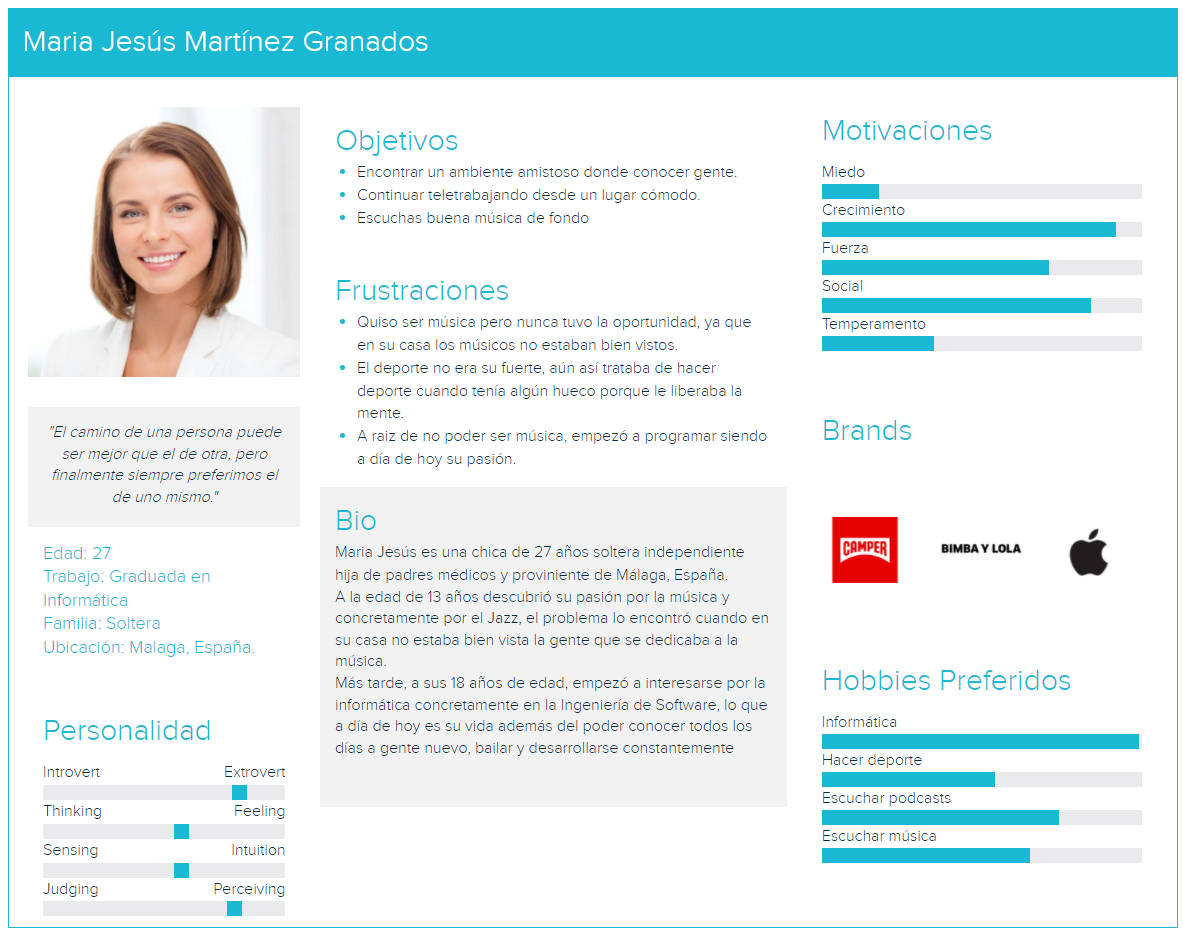 Maria Jesús Martínez Granados
"El camino de una persona puede
ser mejor que el de otra, pero
finalmente siempre preferimos el
de uno mismo."
Edad: 27
Trabajo: Graduada en
Informática
Familia: Soltera
Ubicación: Malaga, España.
Personalidad
Introvert Extrovert
Thinking Feeling
Sensing Intuition
Judging Perceiving
Objetivos
• Encontrar un ambiente amistoso donde conocer gente.
• Continuar teletrabajando desde un lugar cómodo.
• Escuchas buena música de fondo
Frustraciones
• Quiso ser música pero nunca tuvo la oportunidad, ya que
en su casa los músicos no estaban bien vistos.
• El deporte no era su fuerte, aún así trataba de hacer
deporte cuando tenía algún hueco porque le liberaba la
mente.
• A raiz de no poder ser música, empezó a programar siendo
a día de hoy su pasión.
Bio
Maria Jesús es una chica de 27 años soltera independiente
hija de padres médicos y proviniente de Málaga, España.
A la edad de 13 años descubrió su pasión por la música y
concretamente por el Jazz, el problema lo encontró cuando en
su casa no estaba bien vista la gente que se dedicaba a la
música.
Más tarde, a sus 18 años de edad, empezó a interesarse por la
informática concretamente en la Ingeniería de Software, lo que
a día de hoy es su vida además del poder conocer todos los
días a gente nuevo, bailar y desarrollarse constantemente
Motivaciones
Miedo
Crecimiento
Fuerza
Social
Temperamento
Brands
CAMPER BIMBA Y LOLA
Hobbies Preferidos
Informática
Hacer deporte
Escuchar podcasts
Escuchar música